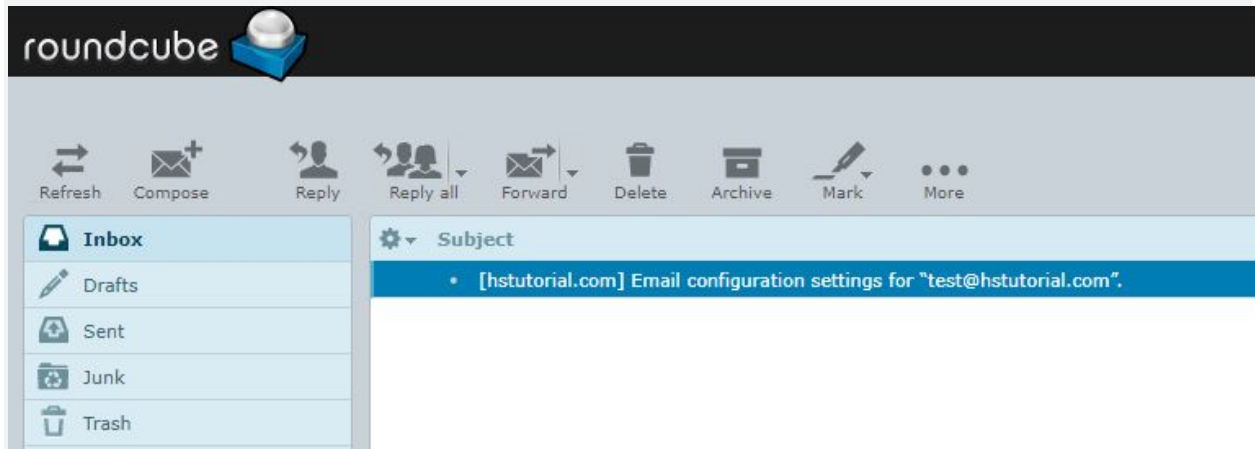 roundcube
Refresh Compose Reply Reply all Forward Delete Archive Mark More
Inbox
Subject
Drafts
[hstutorial.com] Email configuration settings for “test@hstutorial.com”.
Sent
Junk
Trash